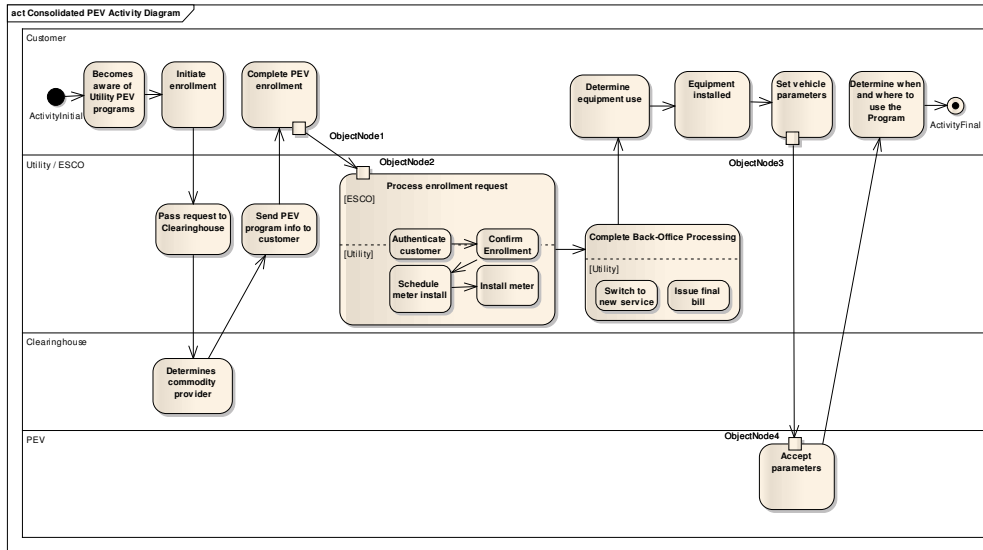 act Consolidated PEV Activity Diagram
Customer
ActivityInitial
Becomes
aware of
Utility PEV
programs
Initiate
enrollment
Complete PEV
enrollment
ObjectNode1
Determine
equipment use
Equipment
installed
Set vehicle
parameters
ObjectNode3
Determine when
and where to
use the
Program
ActivityFinal
Utility / ESCO
Pass request to
Clearinghouse
Send PEV
program info to
customer
ObjectNode2
Process enrollment request
[ESCO]
[Utility]
Authenticate
customer
Confirm
Enrollment
Schedule
meter install
Install meter
Complete Back-Office Processing
[Utility]
Switch to
new service
Issue final
bill
Clearinghouse
Determines
commodity
provider
PEV
ObjectNode4
Accept
parameters